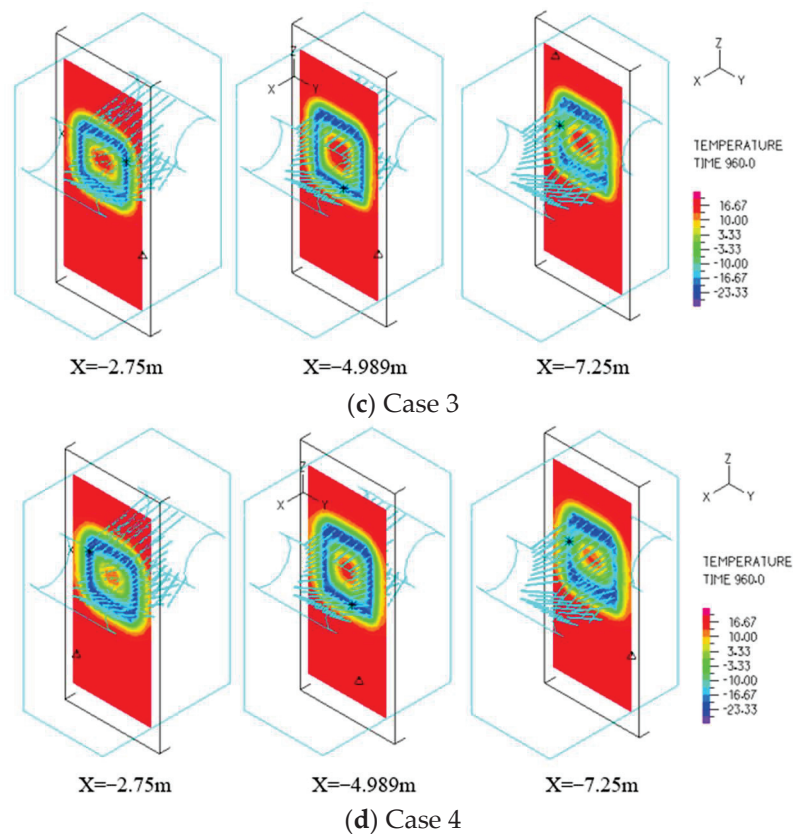 Z
X Y
Z
X Y
X
TEMPERATURE
TIME 960-0
16.67
10.00
3.33
-3.33
-10.00
-16.67
-23.33
X=−2.75m X=−4.989m X=−7.25m
(c) Case 3
Z
X Y
Z
X Y
X
TEMPERATURE
TIME 960-0
16.67
10.00
3.33
-3.33
-10.00
-16.67
-23.33
X=−2.75m X=−4.989m X=−7.25m
(d) Case 4